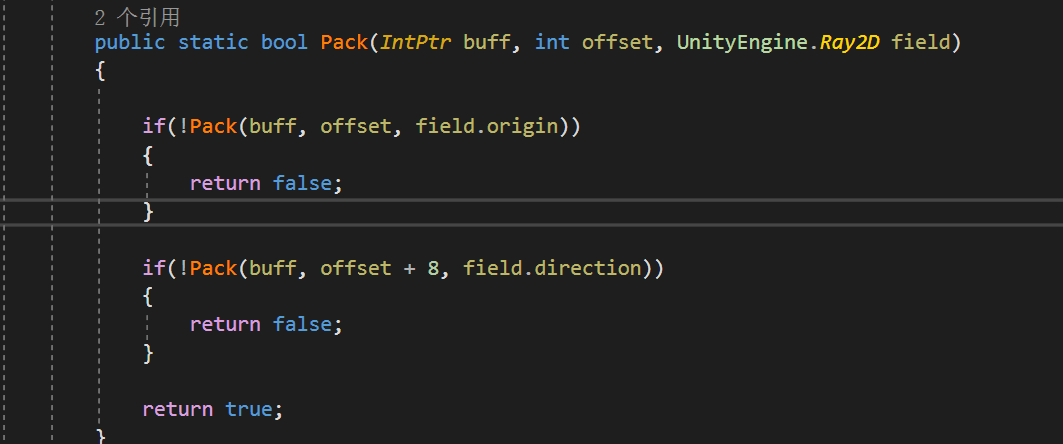 2 个引用
public static bool Pack(IntPtr buff, int offset, UnityEngine.Ray2D field)
{
if(!Pack(buff, offset, field.origin))
{
return false;
}
if(!Pack(buff, offset + 8, field.direction))
{
return false;
}
return true;
}